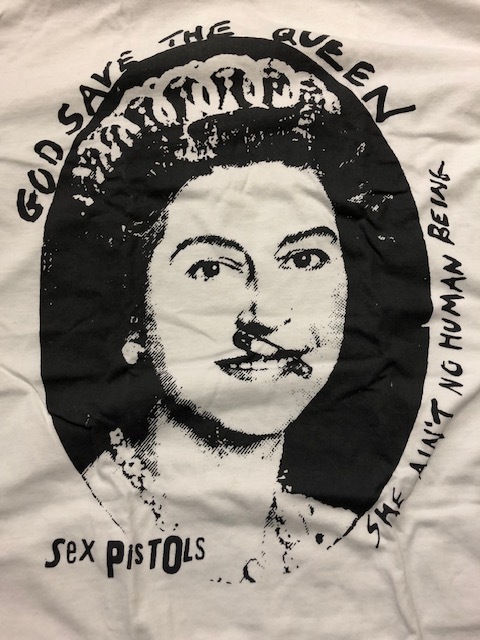 GOD SAVE THE QUEEN
SHE AIN'T NO HUMAN BEING
Sex PISTOLS